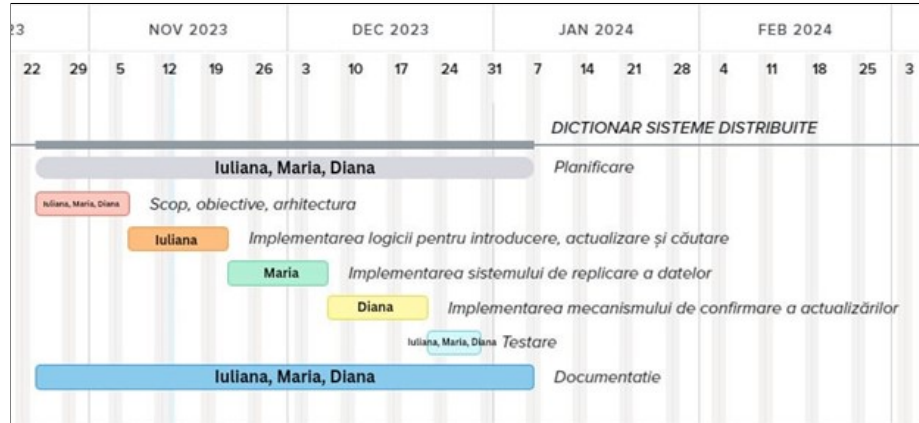 23 NOV 2023 DEC 2023 JAN 2024 FEB 2024
22 29 5 12 19 26 3 10 17 24 31 7 14 21 28 4 11 18 25 3
DICTIONAR SISTEME DISTRIBUITE
Iuliana, Maria, Diana Planificare
Iuliana, Maria, Diana Scop, obiective, arhitectura
Iuliana Implementarea logicii pentru introducere, actualizare și căutare
Maria Implementarea sistemului de replicare a datelor
Diana Implementarea mecanismului de confirmare a actualizărilor
Iuliana, Maria, Diana Testare
Iuliana, Maria, Diana Documentatie